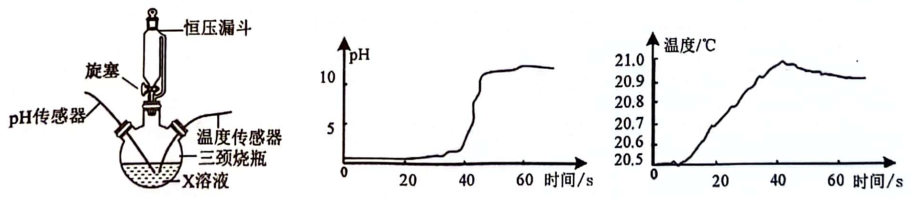 恒压漏斗
旋塞
pH传感器
温度传感器
三颈烧瓶
X溶液
pH
10
5
0
20
40
60
时间/s
温度/℃
21.0
20.9
20.8
20.7
20.6
20.5
0
20
40
60
时间/s